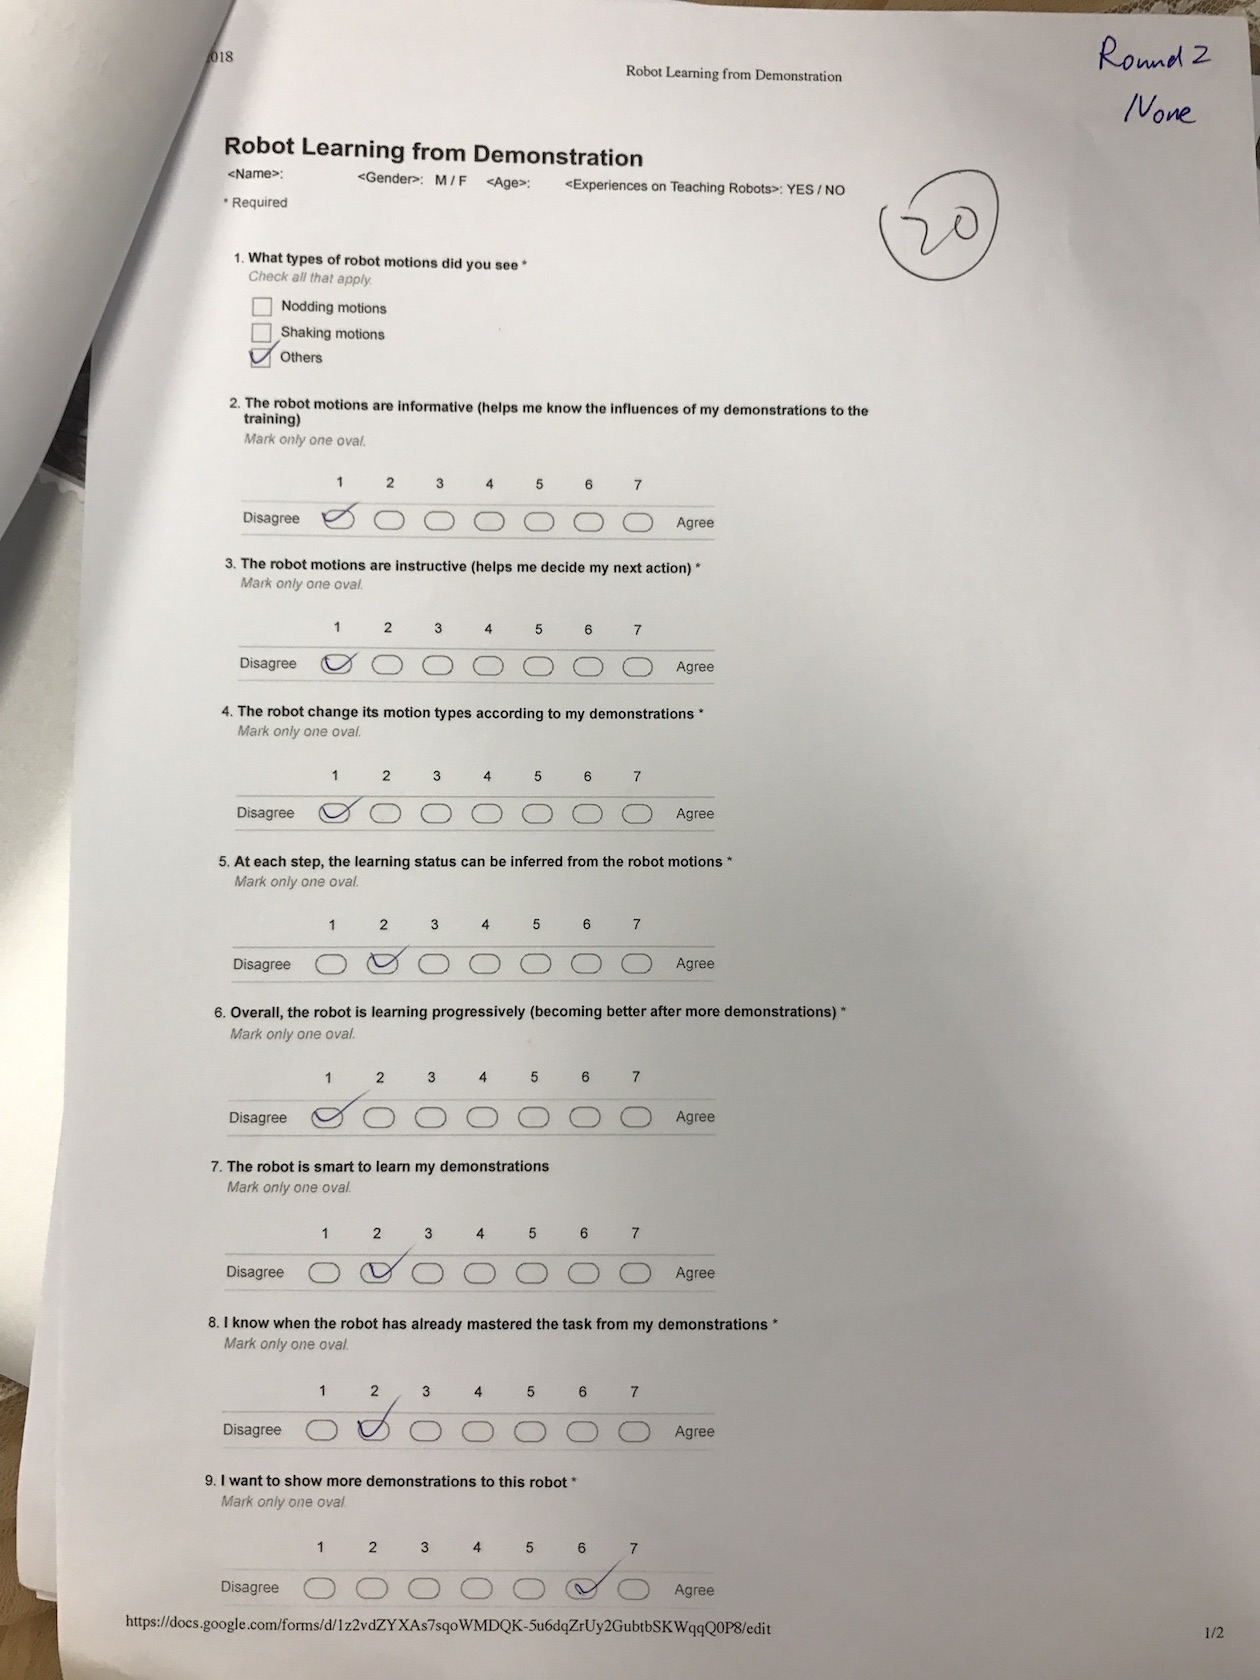 018
Robot Learning from Demonstration
Round 2
None
Robot Learning from Demonstration
<Name>: <Gender>: M / F <Age>: <Experiences on Teaching Robots>: YES / NO
* Required
20
1. What types of robot motions did you see *
Check all that apply.
Nodding motions
Shaking motions
Others
2. The robot motions are informative (helps me know the influences of my demonstrations to the
training)
Mark only one oval.
1 2 3 4 5 6 7
Disagree Agree
3. The robot motions are instructive (helps me decide my next action) *
Mark only one oval.
1 2 3 4 5 6 7
Disagree Agree
4. The robot change its motion types according to my demonstrations *
Mark only one oval.
1 2 3 4 5 6 7
Disagree Agree
5. At each step, the learning status can be inferred from the robot motions *
Mark only one oval.
1 2 3 4 5 6 7
Disagree Agree
6. Overall, the robot is learning progressively (becoming better after more demonstrations) *
Mark only one oval.
1 2 3 4 5 6 7
Disagree Agree
7. The robot is smart to learn my demonstrations
Mark only one oval.
1 2 3 4 5 6 7
Disagree Agree
8. I know when the robot has already mastered the task from my demonstrations *
Mark only one oval.
1 2 3 4 5 6 7
Disagree Agree
9. I want to show more demonstrations to this robot *
Mark only one oval.
1 2 3 4 5 6 7
Disagree Agree
https://docs.google.com/forms/d/1z2vdZYXAs7sqoWMDQK-5u6dqZrUy2GubtbSKWqqQ0P8/edit
1/2